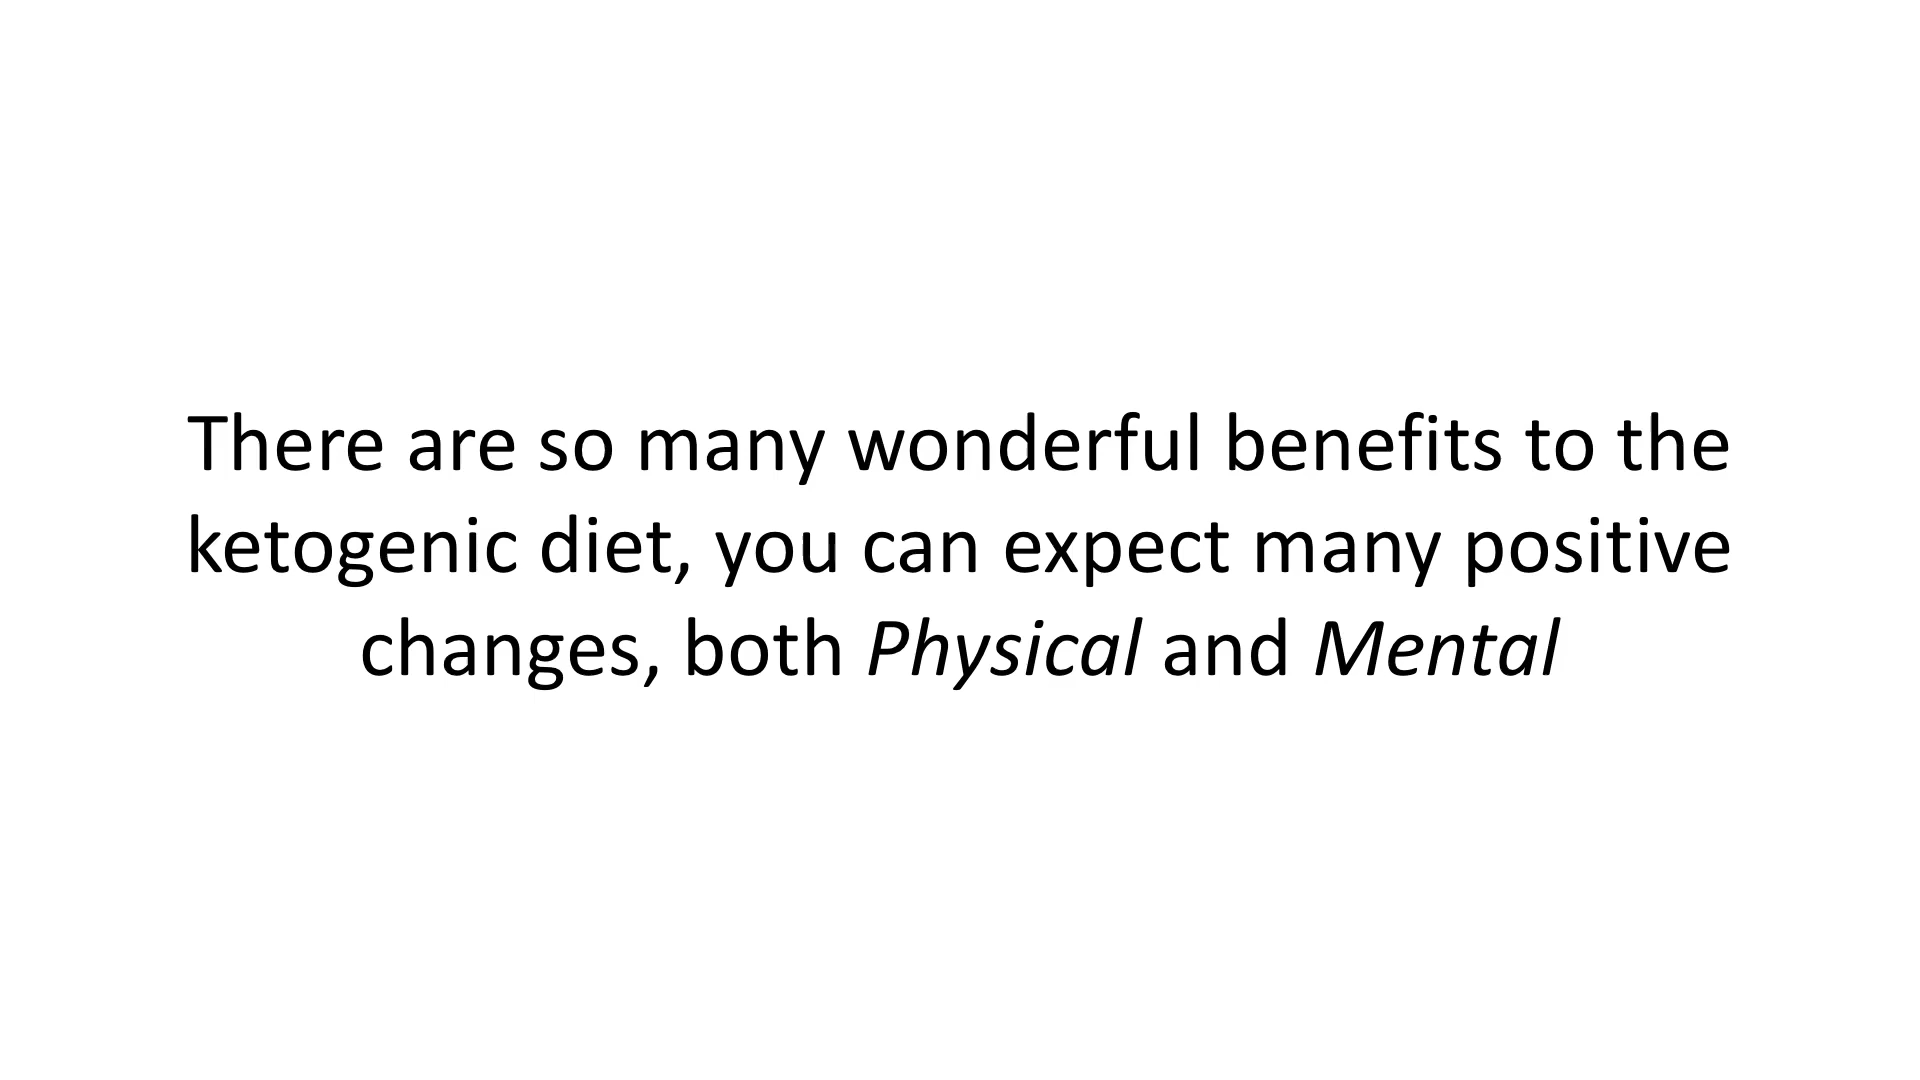 There are so many wonderful benefits to the
ketogenic diet, you can expect many positive
changes, both Physical and Mental